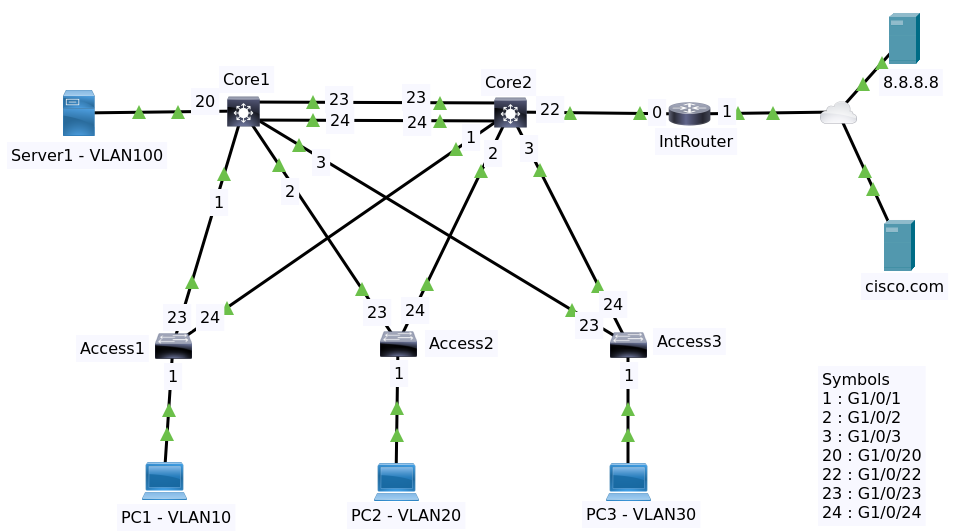 Core1
Core2
8.8.8.8
20
23
23
22
0
1
24
24
IntRouter
Server1 - VLAN100
1
2
3
3
2
1
cisco.com
23
24
23
24
24
23
Access1
Access2
Access3
1
1
1
Symbols
1 : G1/0/1
2 : G1/0/2
3 : G1/0/3
20 : G1/0/20
22 : G1/0/22
23 : G1/0/23
24 : G1/0/24
PC1 - VLAN10
PC2 - VLAN20
PC3 - VLAN30